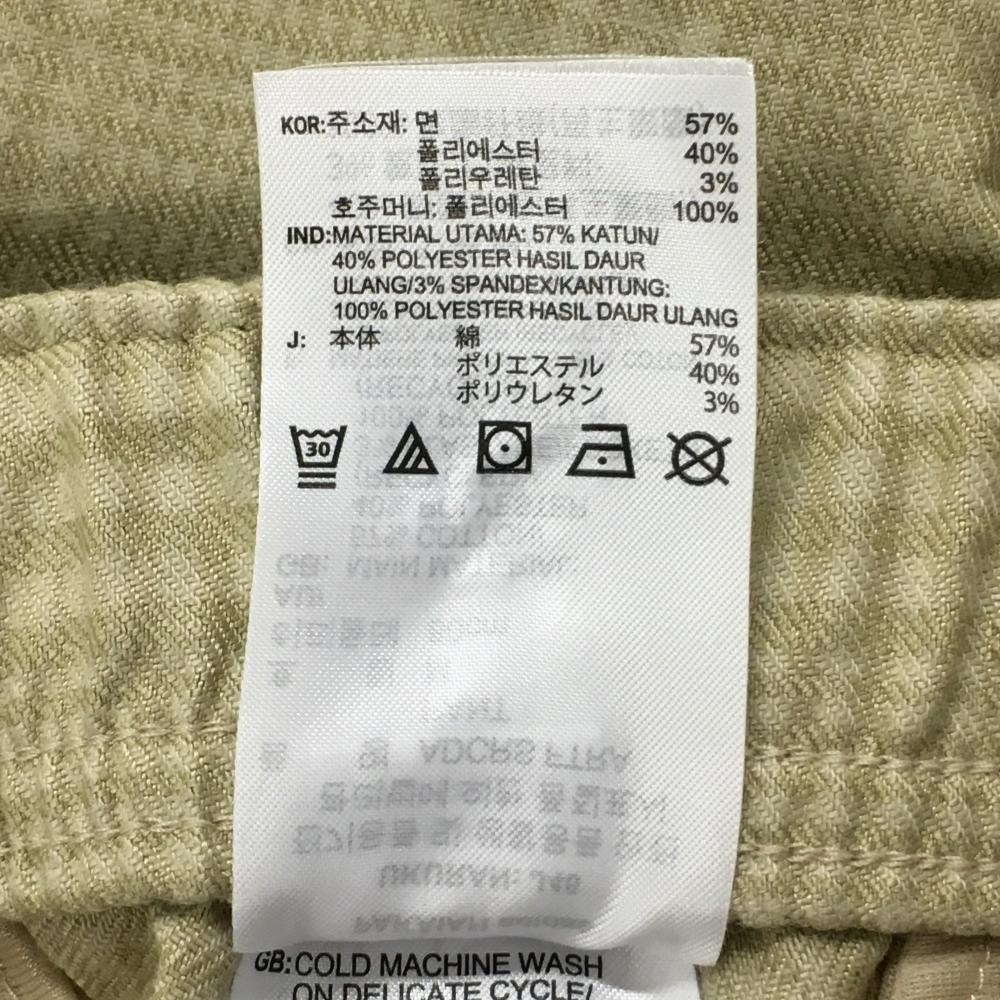 KOR:주소재: 면 57%
폴리에스터 40%
폴리우레탄 3%
호주머니: 폴리에스터 100%
IND:MATERIAL UTAMA: 57% KATUN/
40% POLYESTER HASIL DAUR
ULANG/3% SPANDEX/KANTUNG:
100% POLYESTER HASIL DAUR ULANG
J: 本体 綿 57%
ポリエステル 40%
ポリウレタン 3%
30
GB:COLD MACHINE WASH
ON DELICATE CYCLE/